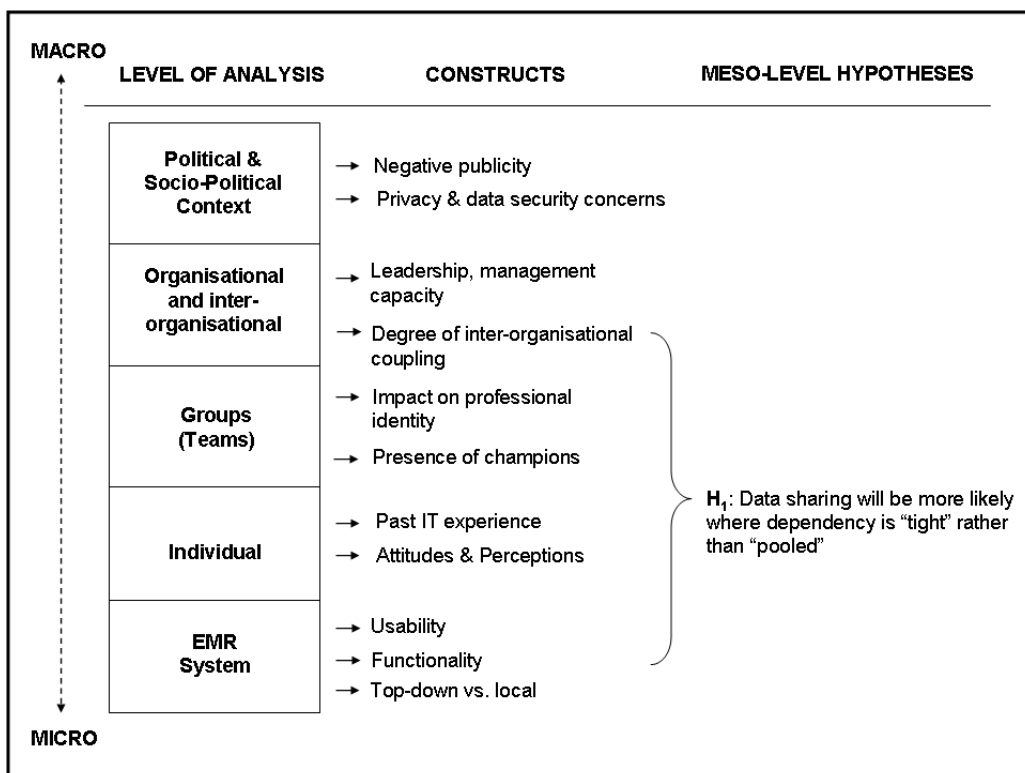 MACRO
LEVEL OF ANALYSIS
CONSTRUCTS
MESO-LEVEL HYPOTHESES
Political &
Socio-Political
Context
→ Negative publicity
→ Privacy & data security concerns
Organisational
and inter-
organisational
→ Leadership, management
capacity
→ Degree of inter-organisational
coupling
Groups
(Teams)
→ Impact on professional
identity
→ Presence of champions
H₁: Data sharing will be more likely
where dependency is “tight” rather
than “pooled”
Individual
→ Past IT experience
→ Attitudes & Perceptions
EMR
System
→ Usability
→ Functionality
→ Top-down vs. local
MICRO